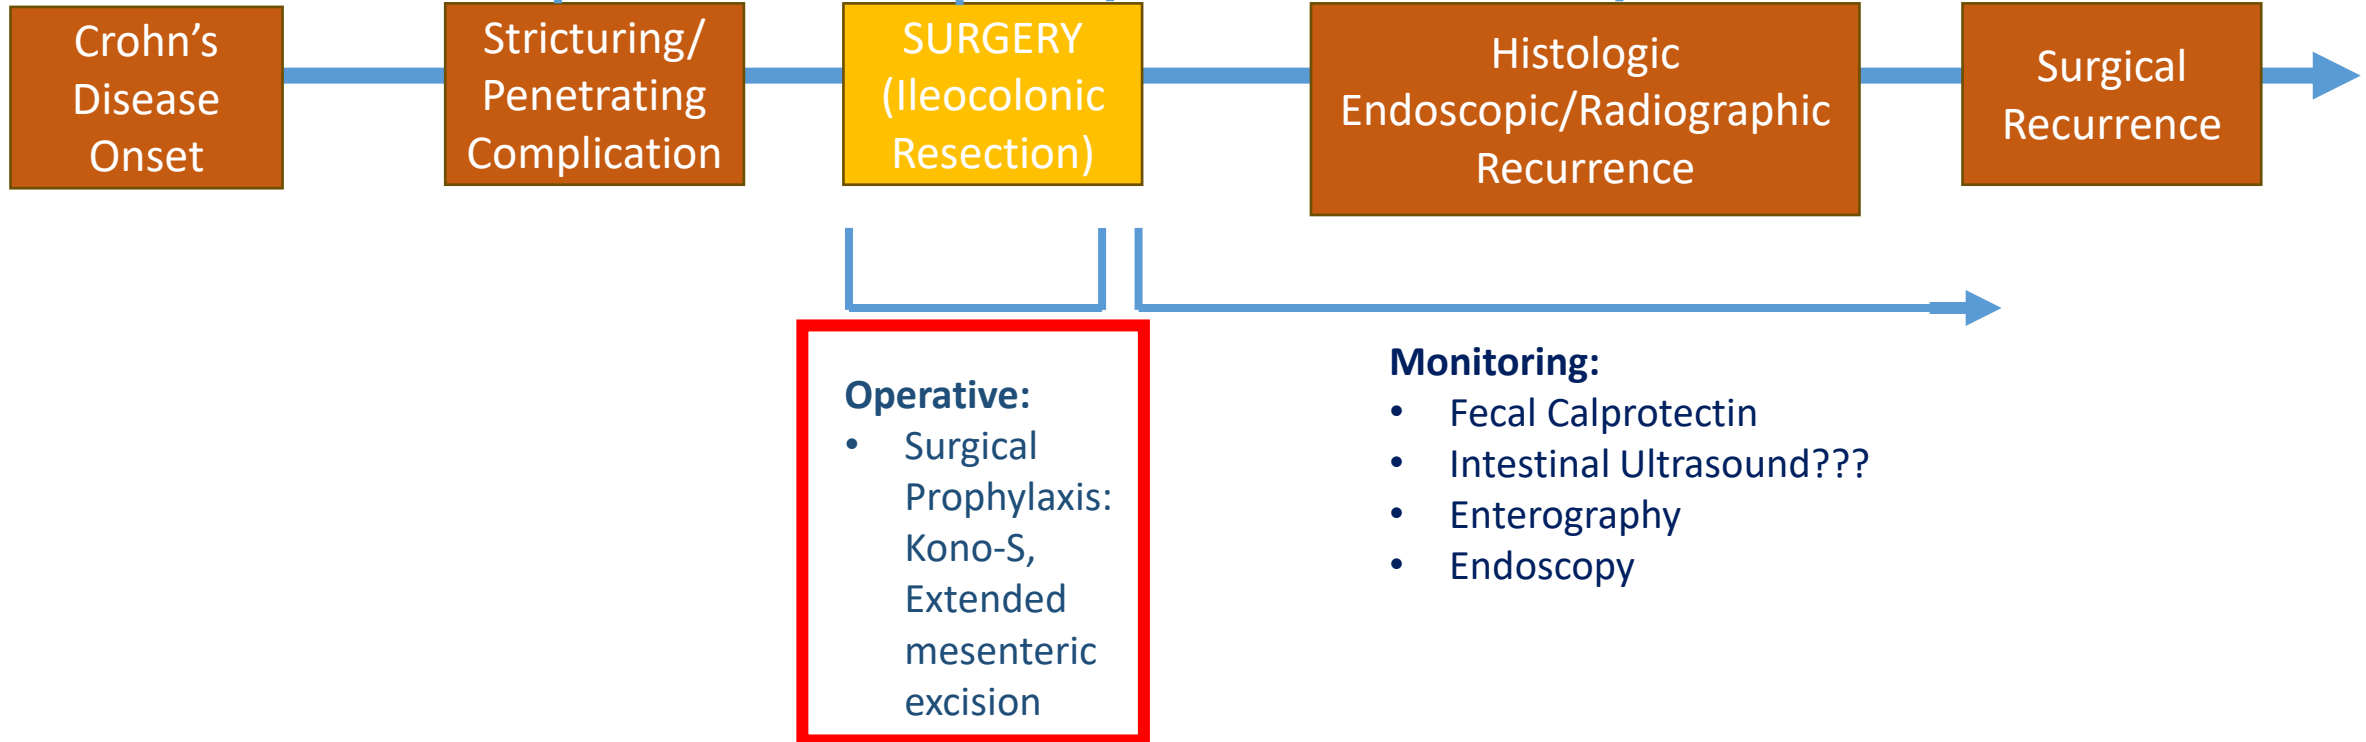 Crohn’s
Disease
Onset
Stricturing/
Penetrating
Complication
SURGERY
(Ileocolonic
Resection)
Histologic
Endoscopic/Radiographic
Recurrence
Surgical
Recurrence
Operative:
• Surgical
Prophylaxis:
Kono-S,
Extended
mesenteric
excision
Monitoring:
• Fecal Calprotectin
• Intestinal Ultrasound???
• Enterography
• Endoscopy